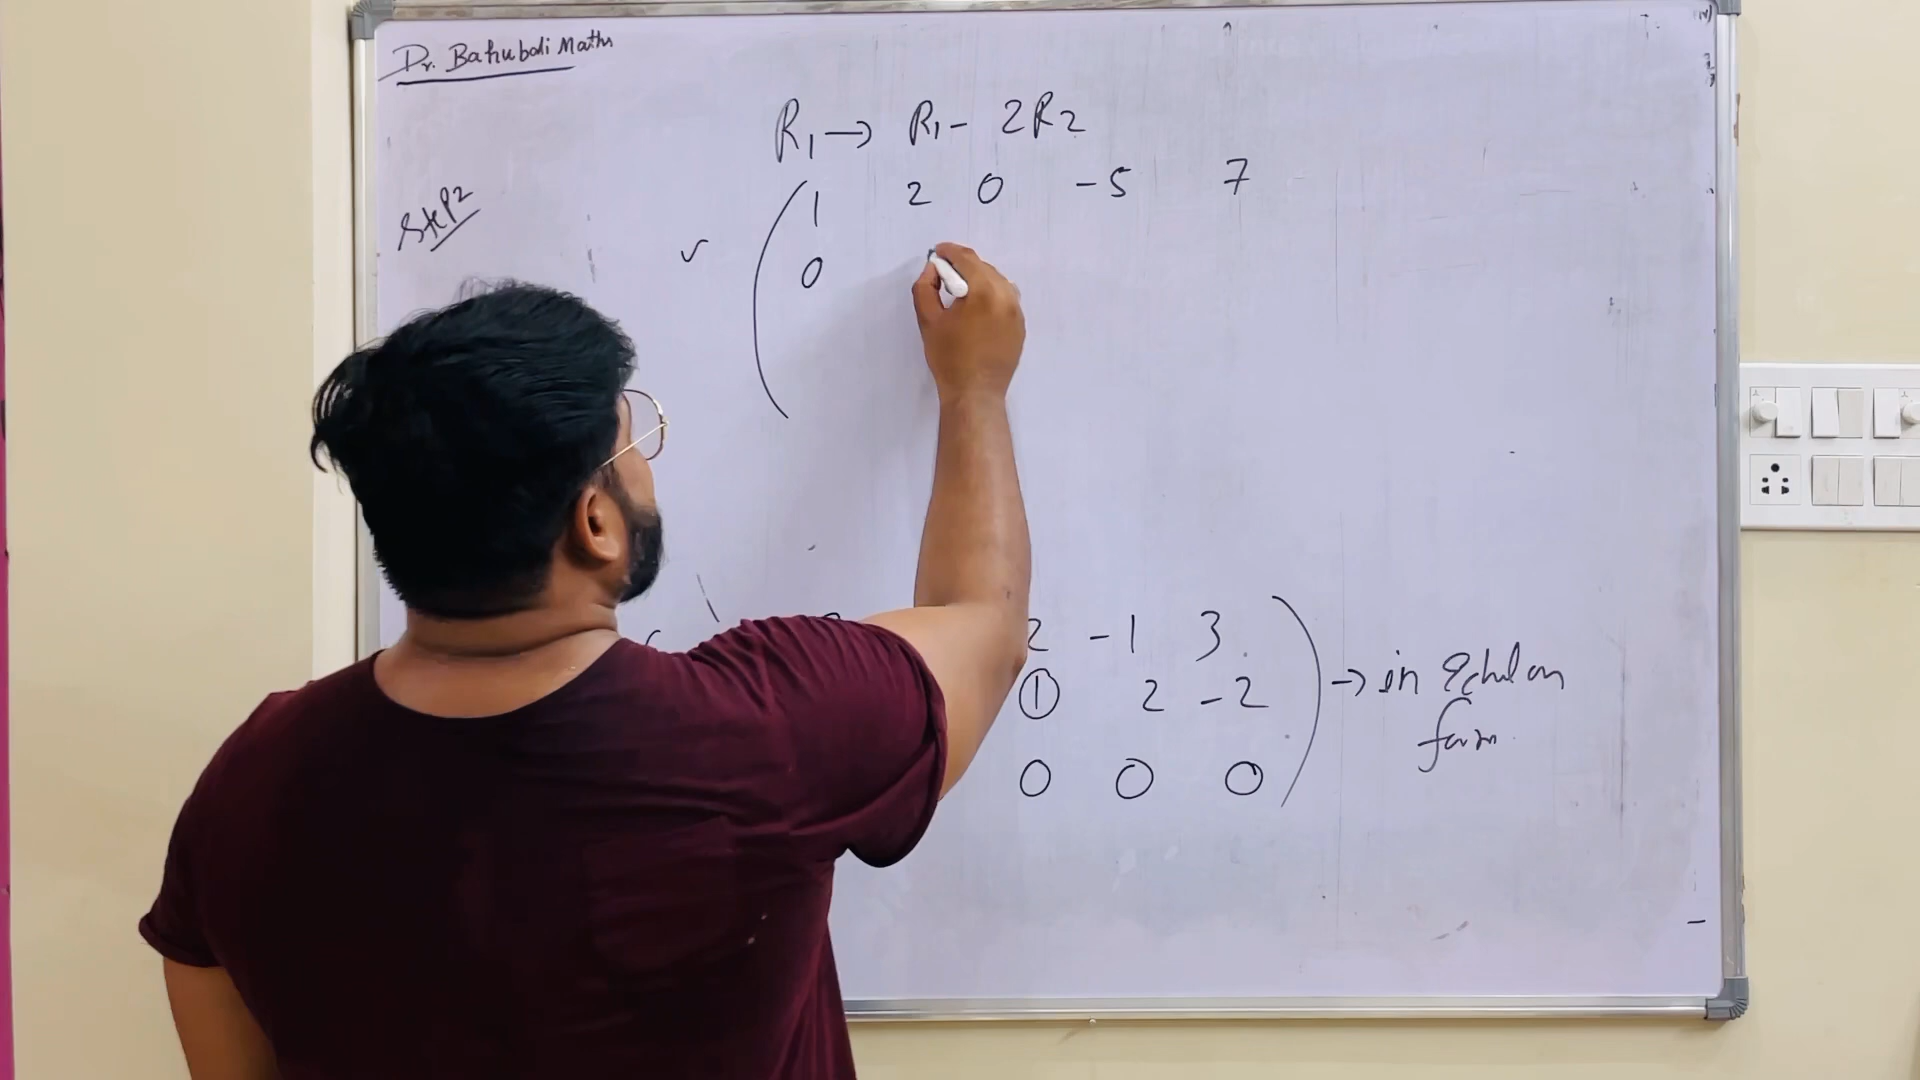 Dr. Bahubali Maths
R1 → R1 - 2R2
Step2
~ ( 1 2 0 -5 7
0
2 -1 3
1 2 -2 ) → in Echelon
form
0 0 0